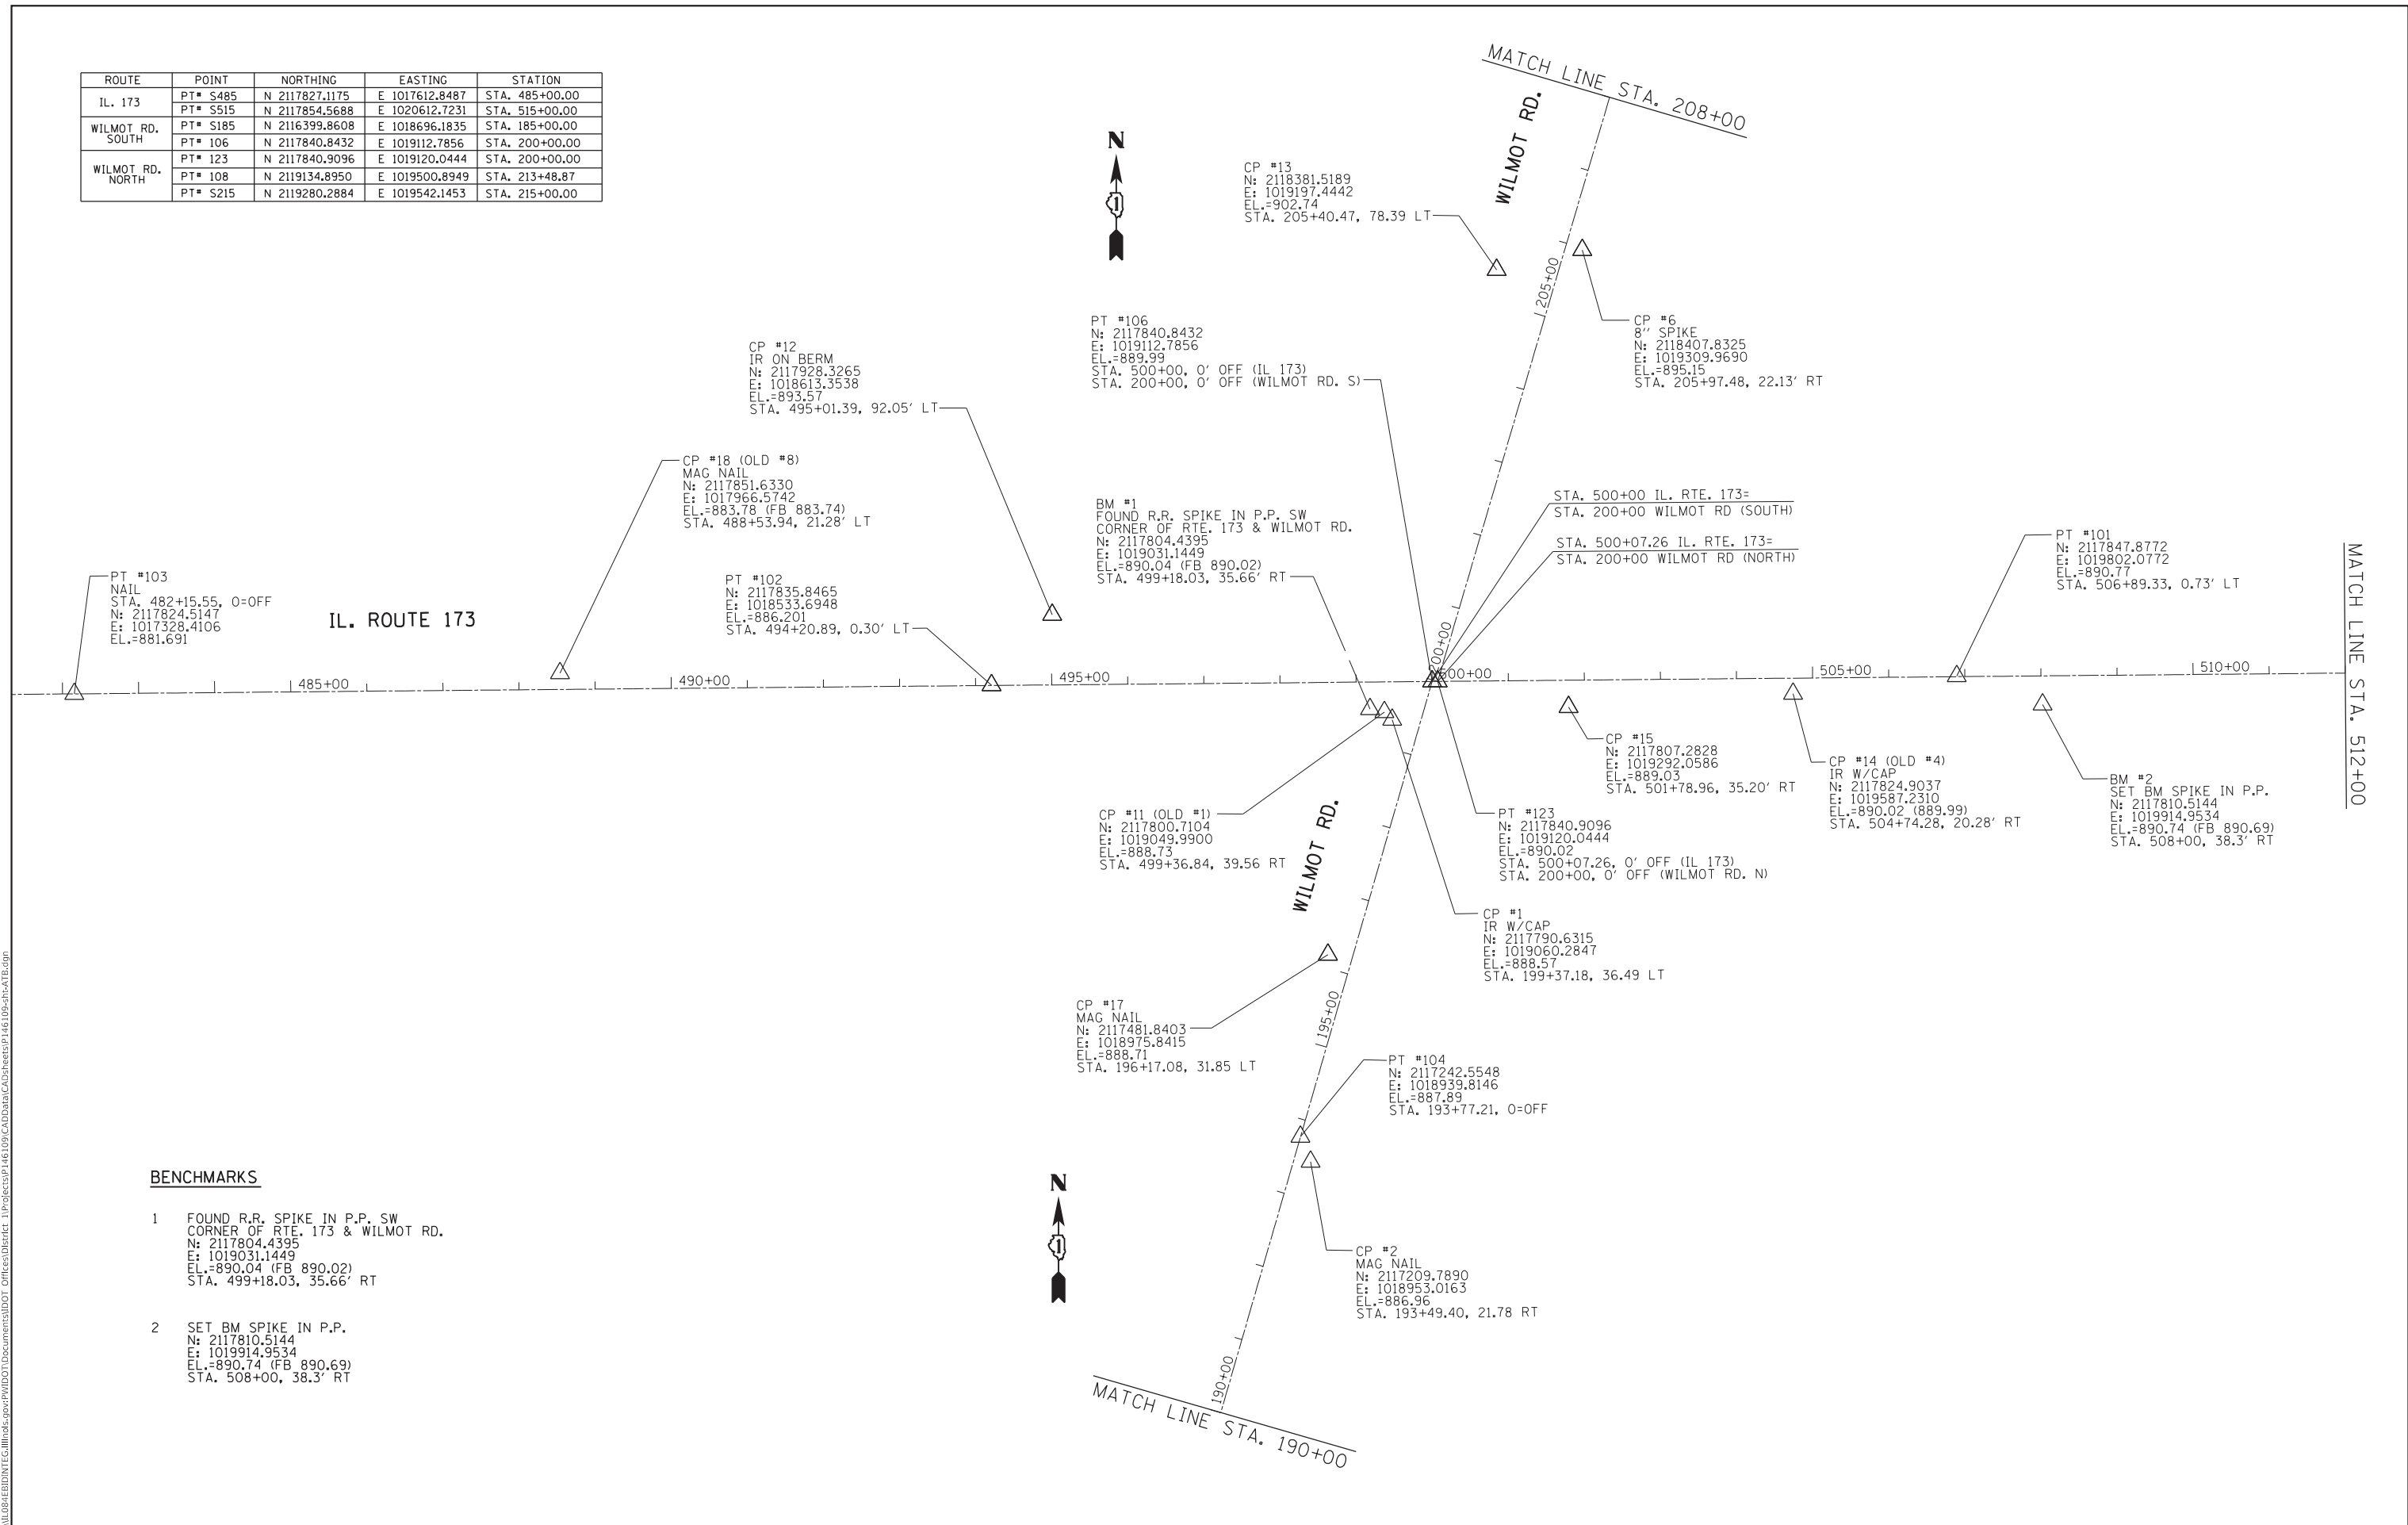 ROUTE POINT NORTHING EASTING STATION
IL. 173 PT# S485 N 2117827.1175 E 1017612.8487 STA. 485+00.00
PT# S515 N 2117854.5688 E 1020612.7231 STA. 515+00.00
WILMOT RD. SOUTH PT# S185 N 2116399.8608 E 1018696.1835 STA. 185+00.00
PT# 106 N 2117840.8432 E 1019112.7856 STA. 200+00.00
WILMOT RD. NORTH PT# 123 N 2117840.9096 E 1019120.0444 STA. 200+00.00
PT# 108 N 2119134.8950 E 1019500.8949 STA. 213+48.87
PT# S215 N 2119280.2884 E 1019542.1453 STA. 215+00.00
MATCH LINE STA. 208+00
WILMOT RD.
N
1
CP #13
N: 2118381.5189
E: 1019197.4442
EL.=902.74
STA. 205+40.47, 78.39 LT
205+00
CP #6
8'' SPIKE
N: 2118407.8325
E: 1019309.9690
EL.=895.15
STA. 205+97.48, 22.13' RT
PT #106
N: 2117840.8432
E: 1019112.7856
EL.=889.99
STA. 500+00, 0' OFF (IL 173)
STA. 200+00, 0' OFF (WILMOT RD. S)
CP #12
IR ON BERM
N: 2117928.3265
E: 1018613.3538
EL.=893.57
STA. 495+01.39, 92.05' LT
CP #18 (OLD #8)
MAG NAIL
N: 2117851.6330
E: 1017966.5742
EL.=883.78 (FB 883.74)
STA. 488+53.94, 21.28' LT
BM #1
FOUND R.R. SPIKE IN P.P. SW
CORNER OF RTE. 173 & WILMOT RD.
N: 2117804.4395
E: 1019031.1449
EL.=890.04 (FB 890.02)
STA. 499+18.03, 35.66' RT
STA. 500+00 IL. RTE. 173=
STA. 200+00 WILMOT RD (SOUTH)
STA. 500+07.26 IL. RTE. 173=
STA. 200+00 WILMOT RD (NORTH)
PT #101
N: 2117847.8772
E: 1019802.0772
EL.=890.77
STA. 506+89.33, 0.73' LT
MATCH LINE STA. 512+00
PT #103
NAIL
STA. 482+15.55, 0=OFF
N: 2117824.5147
E: 1017328.4106
EL.=881.691
IL. ROUTE 173
PT #102
N: 2117835.8465
E: 1018533.6948
EL.=886.201
STA. 494+20.89, 0.30' LT
485+00
490+00
495+00
200+00
500+00
505+00
510+00
CP #15
N: 2117807.2828
E: 1019292.0586
EL.=889.03
STA. 501+78.96, 35.20' RT
CP #14 (OLD #4)
IR W/CAP
N: 2117824.9037
E: 1019587.2310
EL.=890.02 (889.99)
STA. 504+74.28, 20.28' RT
BM #2
SET BM SPIKE IN P.P.
N: 2117810.5144
E: 1019914.9534
EL.=890.74 (FB 890.69)
STA. 508+00, 38.3' RT
CP #11 (OLD #1)
N: 2117800.7104
E: 1019049.9900
EL.=888.73
STA. 499+36.84, 39.56 RT
WILMOT RD.
PT #123
N: 2117840.9096
E: 1019120.0444
EL.=890.02
STA. 500+07.26, 0' OFF (IL 173)
STA. 200+00, 0' OFF (WILMOT RD. N)
CP #1
IR W/CAP
N: 2117790.6315
E: 1019060.2847
EL.=888.57
STA. 199+37.18, 36.49 LT
CP #17
MAG NAIL
N: 2117481.8403
E: 1018975.8415
EL.=888.71
STA. 196+17.08, 31.85 LT
195+00
PT #104
N: 2117242.5548
E: 1018939.8146
EL.=887.89
STA. 193+77.21, 0=OFF
BENCHMARKS
1 FOUND R.R. SPIKE IN P.P. SW
CORNER OF RTE. 173 & WILMOT RD.
N: 2117804.4395
E: 1019031.1449
EL.=890.04 (FB 890.02)
STA. 499+18.03, 35.66' RT
2 SET BM SPIKE IN P.P.
N: 2117810.5144
E: 1019914.9534
EL.=890.74 (FB 890.69)
STA. 508+00, 38.3' RT
N
1
CP #2
MAG NAIL
N: 2117209.7890
E: 1018953.0163
EL.=886.96
STA. 193+49.40, 21.78 RT
190+00
MATCH LINE STA. 190+00